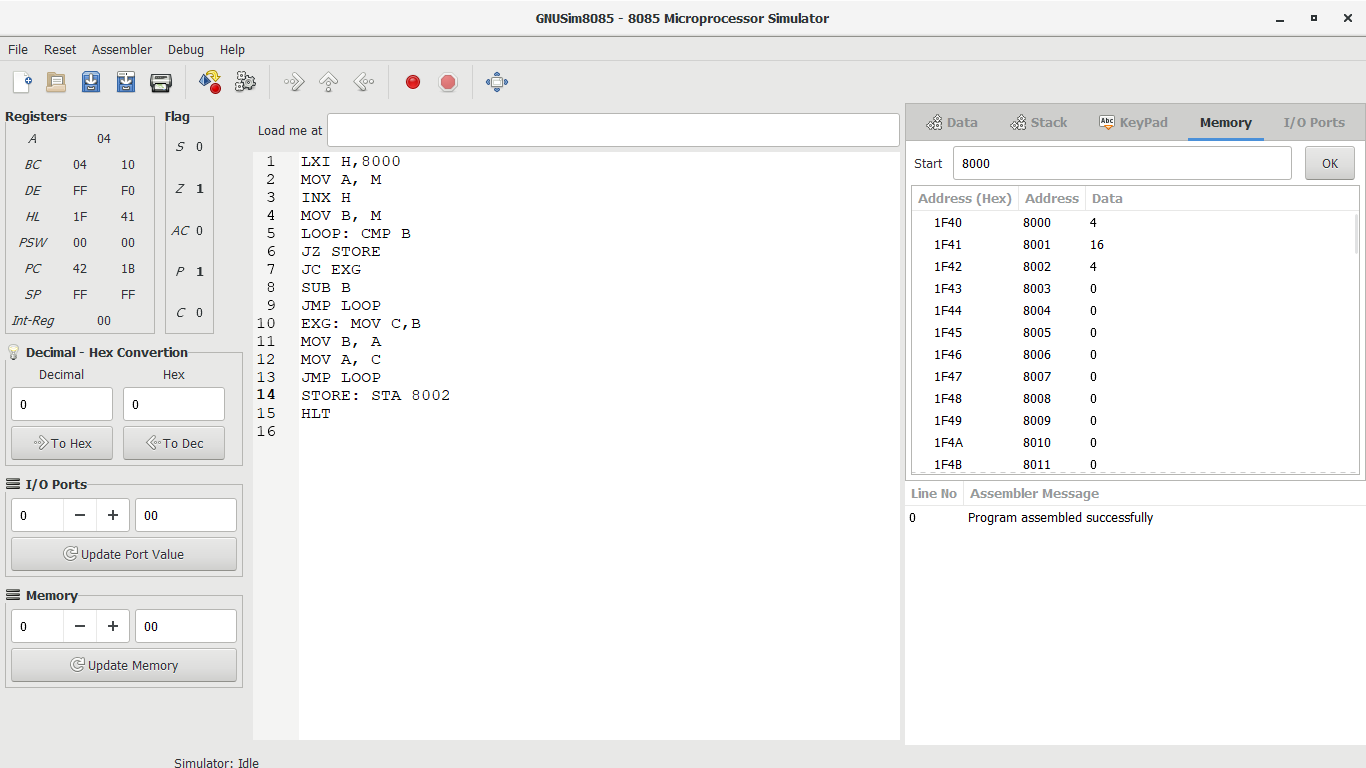 GNUSim8085 - 8085 Microprocessor Simulator
File Reset Assembler Debug Help
Registers
A 04
BC 04 10
DE FF F0
HL 1F 41
PSW 00 00
PC 42 1B
SP FF FF
Int-Reg 00
Flag
S 0
Z 1
AC 0
P 1
C 0
Decimal - Hex Convertion
Decimal Hex
0 0
To Hex To Dec
I/O Ports
0 − + 00
Update Port Value
Memory
0 − + 00
Update Memory
Load me at
1 LXI H,8000
2 MOV A, M
3 INX H
4 MOV B, M
5 LOOP: CMP B
6 JZ STORE
7 JC EXG
8 SUB B
9 JMP LOOP
10 EXG: MOV C,B
11 MOV B, A
12 MOV A, C
13 JMP LOOP
14 STORE: STA 8002
15 HLT
16
Data Stack Abc KeyPad Memory I/O Ports
Start 8000 OK
Address (Hex) Address Data
1F40 8000 4
1F41 8001 16
1F42 8002 4
1F43 8003 0
1F44 8004 0
1F45 8005 0
1F46 8006 0
1F47 8007 0
1F48 8008 0
1F49 8009 0
1F4A 8010 0
1F4B 8011 0
Line No Assembler Message
0 Program assembled successfully
Simulator: Idle